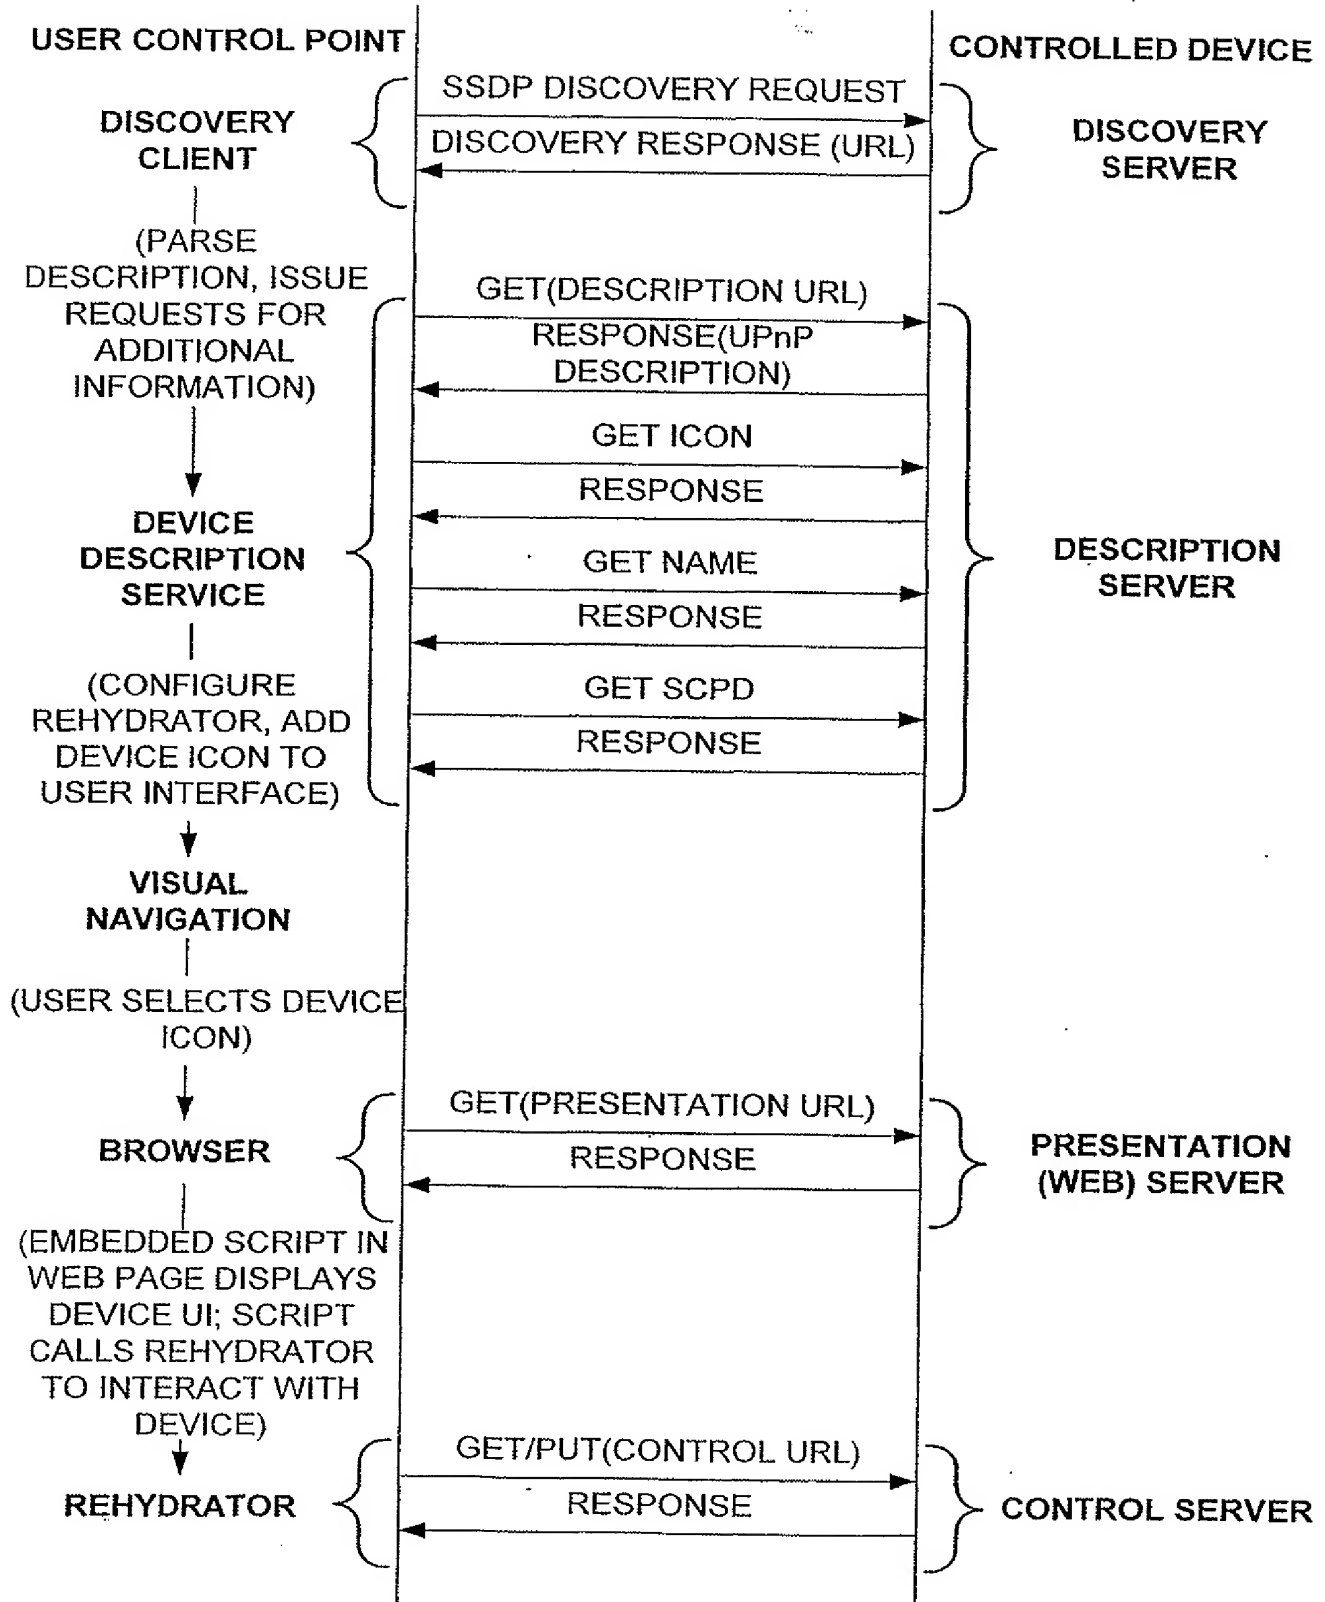 USER CONTROL POINT
CONTROLLED DEVICE
SSDP DISCOVERY REQUEST
DISCOVERY RESPONSE (URL)
DISCOVERY
CLIENT
DISCOVERY
SERVER
(PARSE
DESCRIPTION, ISSUE
REQUESTS FOR
ADDITIONAL
INFORMATION)
GET(DESCRIPTION URL)
RESPONSE(UPnP
DESCRIPTION)
GET ICON
RESPONSE
DEVICE
DESCRIPTION
SERVICE
GET NAME
RESPONSE
DESCRIPTION
SERVER
GET SCPD
RESPONSE
(CONFIGURE
REHYDRATOR, ADD
DEVICE ICON TO
USER INTERFACE)
VISUAL
NAVIGATION
(USER SELECTS DEVICE
ICON)
GET(PRESENTATION URL)
RESPONSE
BROWSER
PRESENTATION
(WEB) SERVER
(EMBEDDED SCRIPT IN
WEB PAGE DISPLAYS
DEVICE UI; SCRIPT
CALLS REHYDRATOR
TO INTERACT WITH
DEVICE)
GET/PUT(CONTROL URL)
RESPONSE
REHYDRATOR
CONTROL SERVER